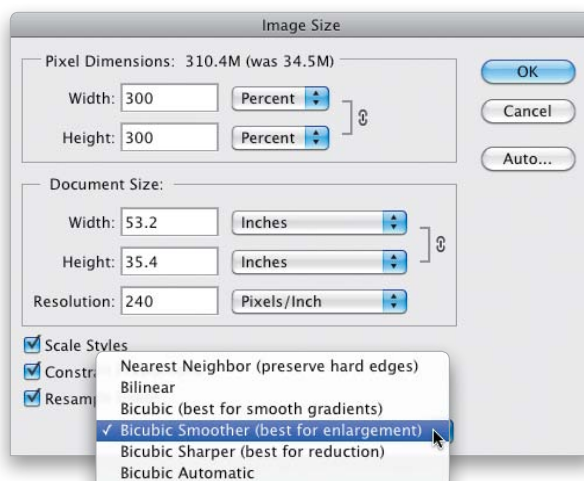 Image Size
Pixel Dimensions: 310.4M (was 34.5M)
Width: 300 Percent
Height: 300 Percent
OK
Cancel
Auto...
Document Size:
Width: 53.2 Inches
Height: 35.4 Inches
Resolution: 240 Pixels/Inch
Scale Styles
Constra
Resam
Nearest Neighbor (preserve hard edges)
Bilinear
Bicubic (best for smooth gradients)
✓ Bicubic Smoother (best for enlargement)
Bicubic Sharper (best for reduction)
Bicubic Automatic